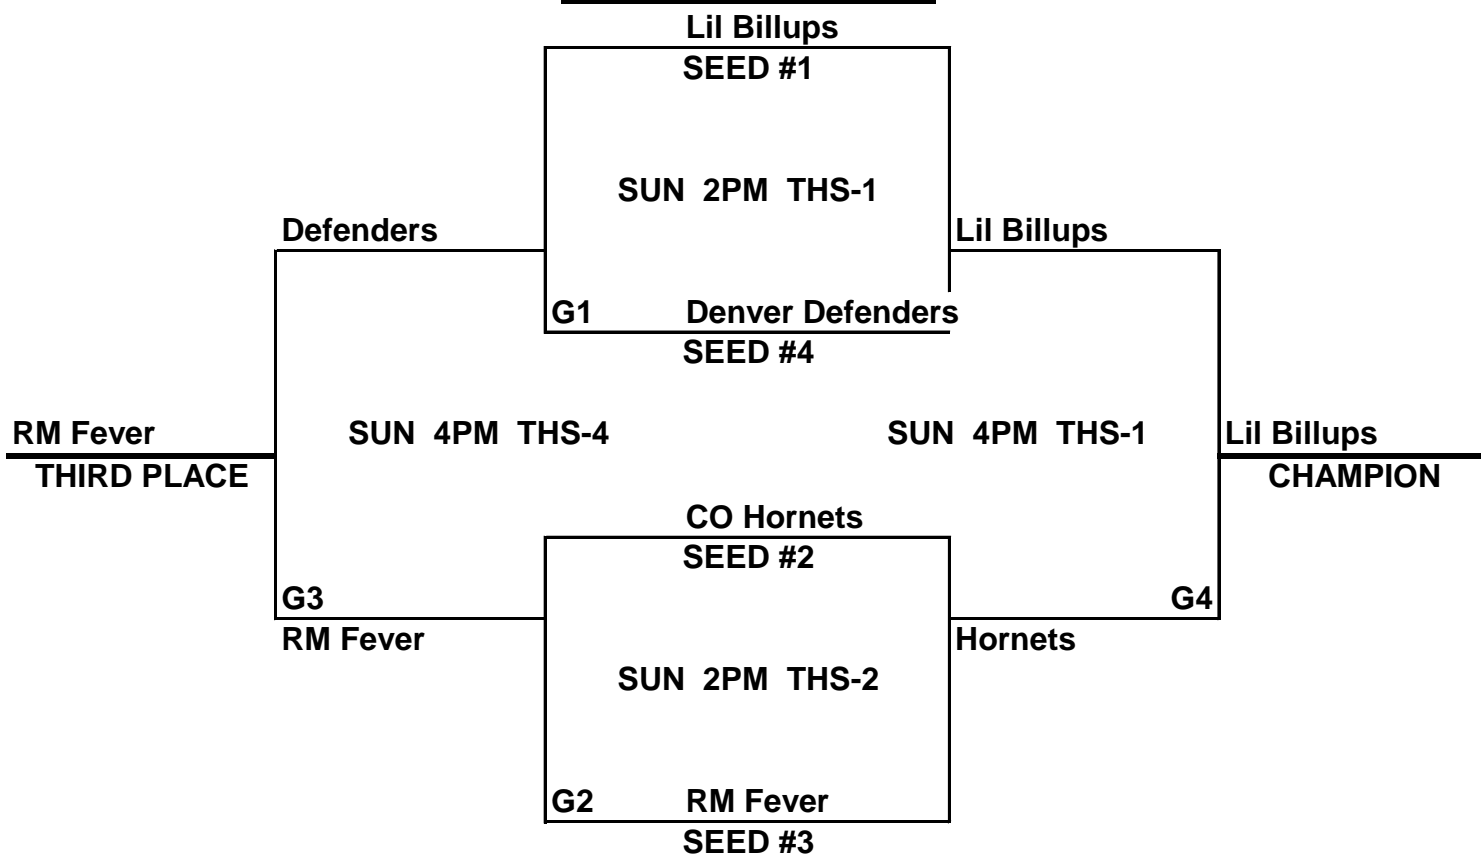 Lil Billups
SEED #1
SUN 2PM THS-1
Defenders
Lil Billups
G1
Denver Defenders
SEED #4
RM Fever
SUN 4PM THS-4
SUN 4PM THS-1
Lil Billups
THIRD PLACE
CHAMPION
CO Hornets
SEED #2
G3
G4
RM Fever
Hornets
SUN 2PM THS-2
G2
RM Fever
SEED #3